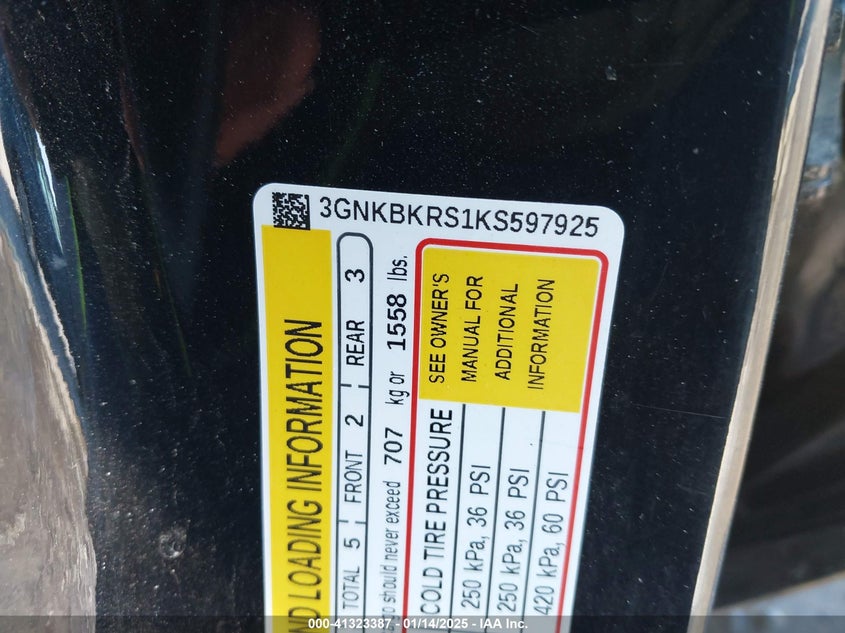 3GNKBKRS1KS597925
LOADING INFORMATION
TOTAL 5 FRONT 2 REAR 3
should never exceed 707 kg or 1558 lbs.
COLD TIRE PRESSURE
250 kPa, 36 PSI
250 kPa, 36 PSI
420 kPa, 60 PSI
SEE OWNER'S
MANUAL FOR
ADDITIONAL
INFORMATION
000-41323387 - 01/14/2025 - IAA Inc.